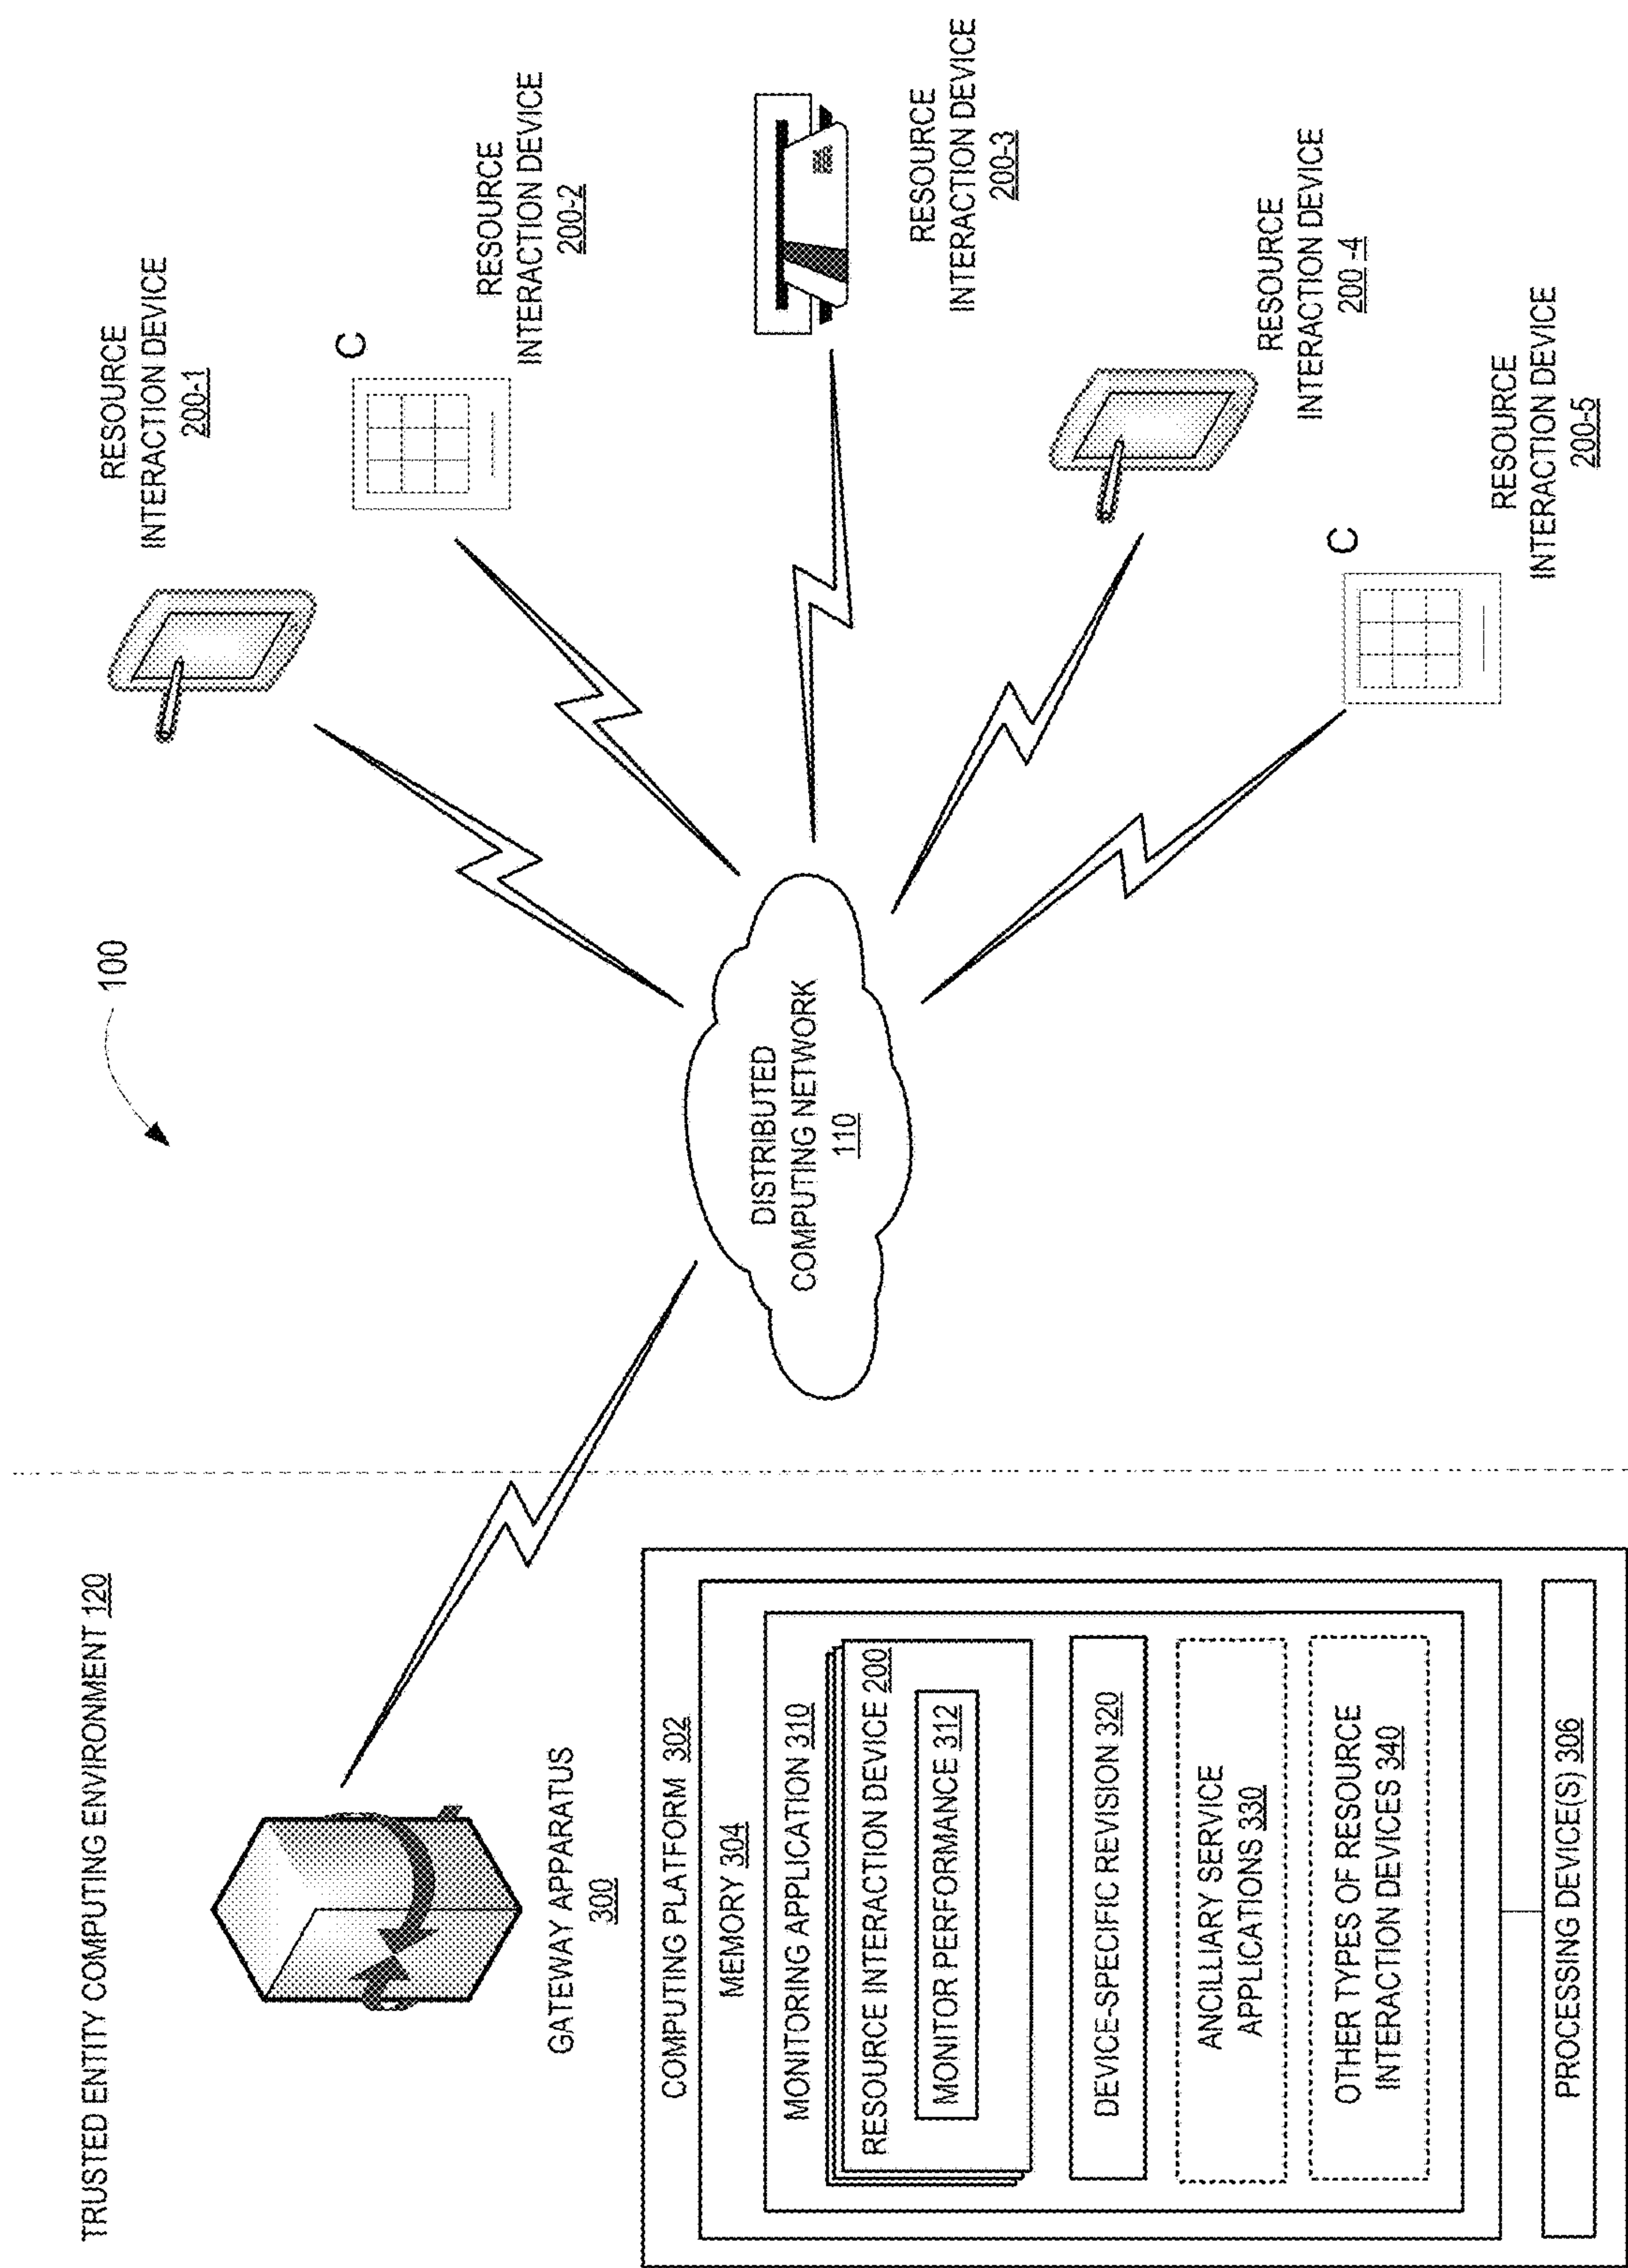 TRUSTED ENTITY COMPUTING ENVIRONMENT 120
100
GATEWAY APPARATUS
300
COMPUTING PLATFORM 302
MEMORY 304
MONITORING APPLICATION 310
RESOURCE INTERACTION DEVICE 200
MONITOR PERFORMANCE 312
DEVICE-SPECIFIC REVISION 320
ANCILLIARY SERVICE
APPLICATIONS 330
OTHER TYPES OF RESOURCE
INTERACTION DEVICES 340
PROCESSING DEVICE(S) 306
DISTRIBUTED
COMPUTING NETWORK
110
RESOURCE
INTERACTION DEVICE
200-1
C
RESOURCE
INTERACTION DEVICE
200-2
RESOURCE
INTERACTION DEVICE
200-3
RESOURCE
INTERACTION DEVICE
200 -4
C
RESOURCE
INTERACTION DEVICE
200-5